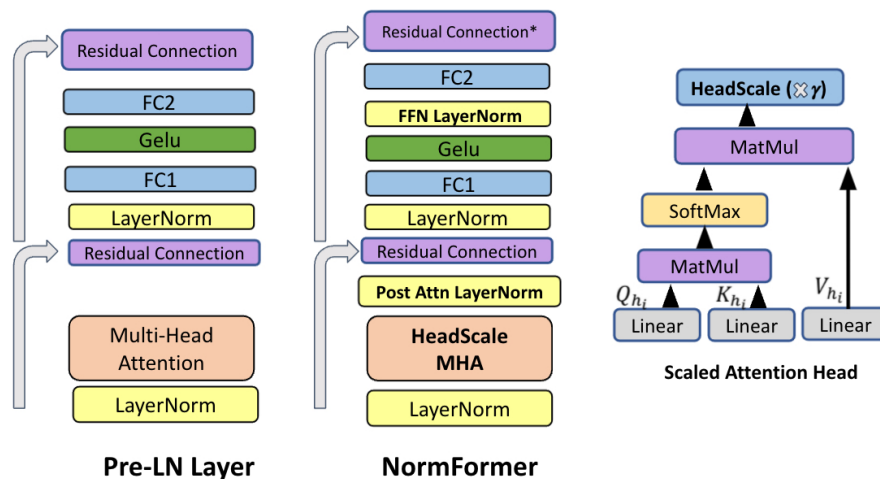 Residual Connection
FC2
Gelu
FC1
LayerNorm
Residual Connection
Multi-Head
Attention
LayerNorm
Pre-LN Layer
Residual Connection*
FC2
FFN LayerNorm
Gelu
FC1
LayerNorm
Residual Connection
Post Attn LayerNorm
HeadScale
MHA
LayerNorm
NormFormer
HeadScale (✖ γ)
MatMul
SoftMax
MatMul
Q_{h_i} K_{h_i} V_{h_i}
Linear Linear Linear
Scaled Attention Head